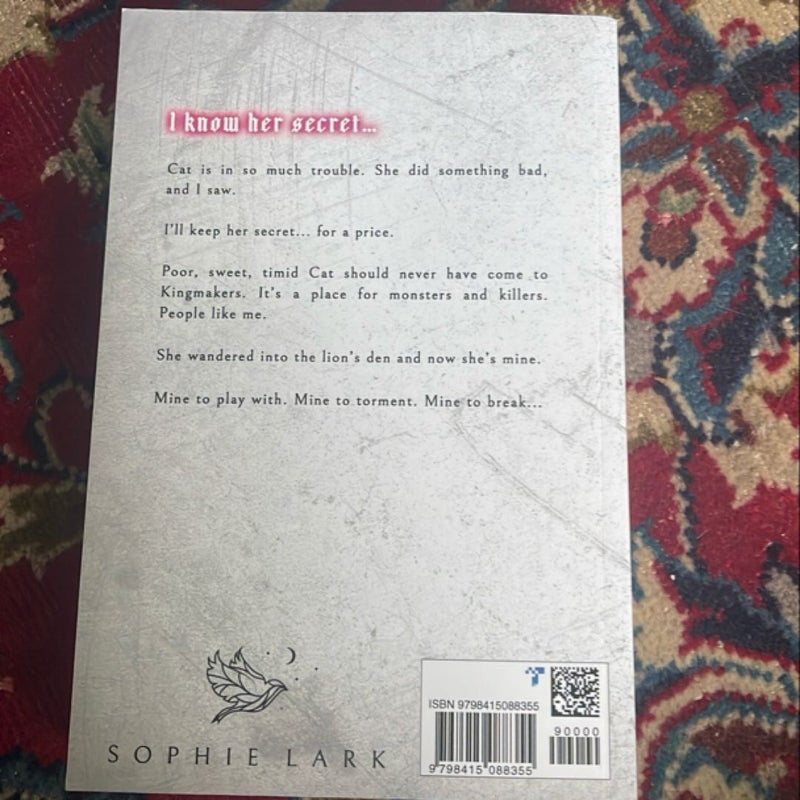 I know her secret...
Cat is in so much trouble. She did something bad,
and I saw.
I'll keep her secret... for a price.
Poor, sweet, timid Cat should never have come to
Kingmakers. It's a place for monsters and killers.
People like me.
She wandered into the lion's den and now she's mine.
Mine to play with. Mine to torment. Mine to break...
SOPHIE LARK
ISBN 9798415088355
90000
9 798415 088355